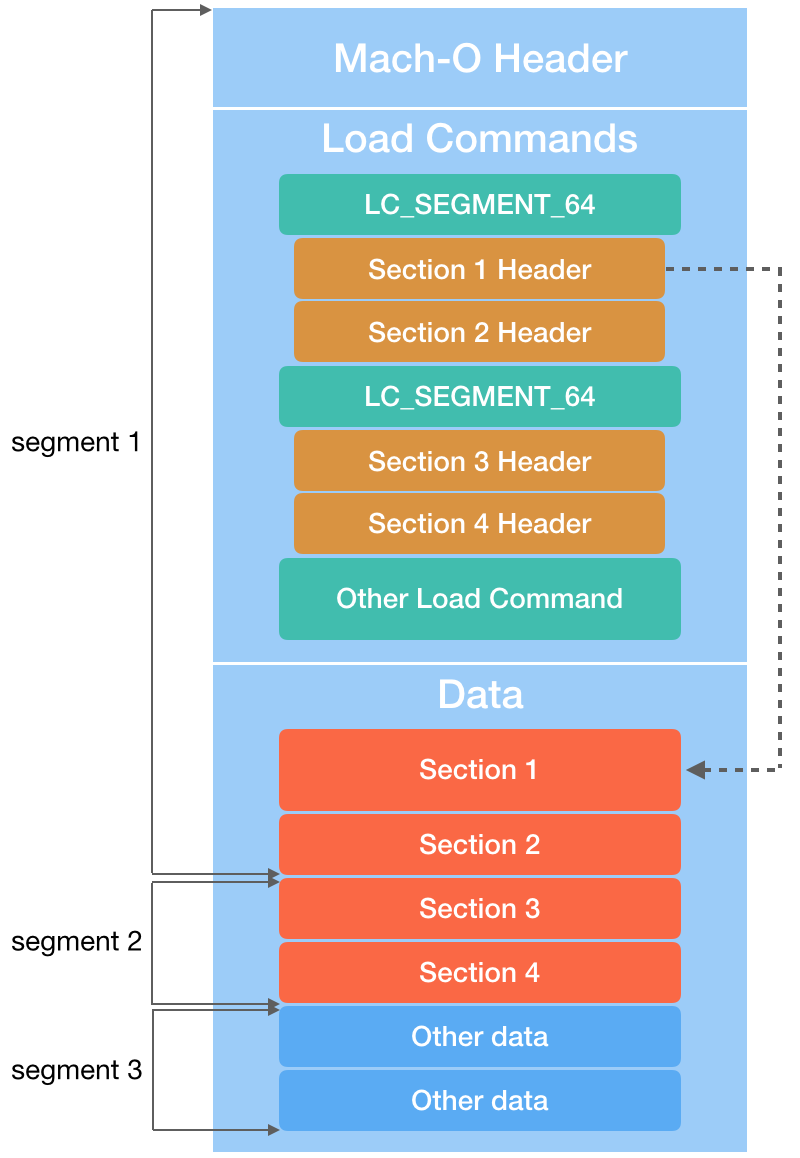 Mach-O Header
Load Commands
LC_SEGMENT_64
Section 1 Header
Section 2 Header
LC_SEGMENT_64
segment 1
Section 3 Header
Section 4 Header
Other Load Command
Data
Section 1
Section 2
Section 3
segment 2
Section 4
Other data
segment 3
Other data